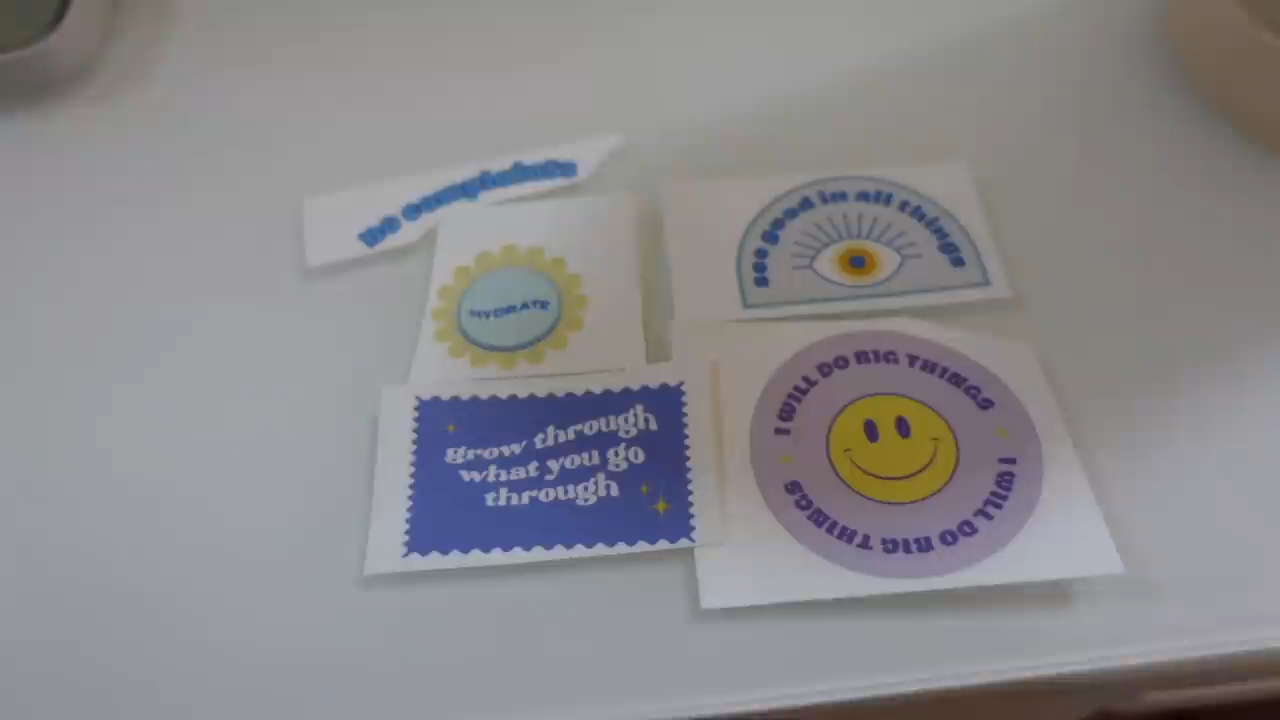 no complaints
see good in all things
HYDRATE
grow through
what you go
through
I WILL DO BIG THINGS
I WILL DO BIG THINGS